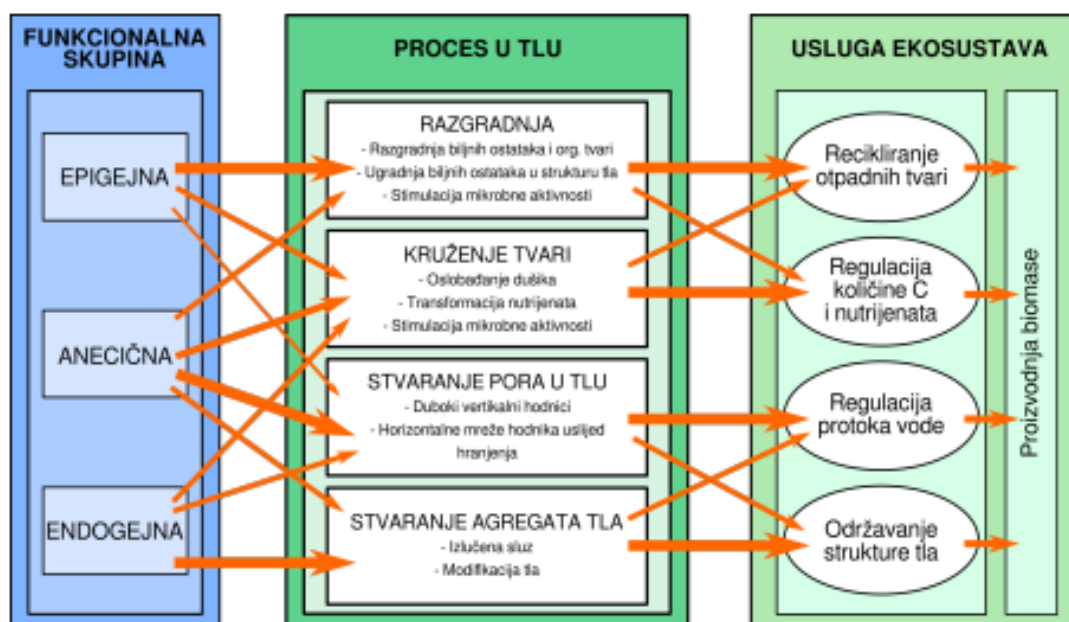 FUNKCIONALNA
SKUPINA
EPIGEJNA
ANECIČNA
ENDOGEJNA
PROCES U TLU
RAZGRADNJA
- Razgradnja biljnih ostataka i org. tvari
- Ugradnja biljnih ostataka u strukturu tla
- Stimulacija mikrobne aktivnosti
KRUŽENJE TVARI
- Oslobađanje dušika
- Transformacija nutrijenata
- Stimulacija mikrobne aktivnosti
STVARANJE PORA U TLU
- Duboki vertikalni hodnici
- Horizontalne mreže hodnika uslijed
hranjenja
STVARANJE AGREGATA TLA
- Izlučena sluz
- Modifikacija tla
USLUGA EKOSUSTAVA
Recikliranje
otpadnih tvari
Regulacija
količine C
i nutrijenata
Regulacija
protoka vode
Održavanje
strukture tla
Proizvodnja biomase